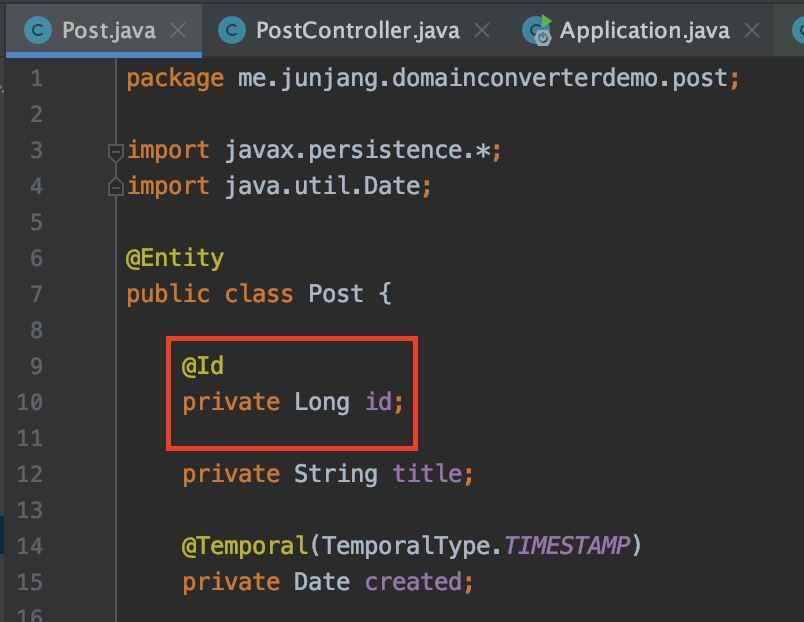 Post.java
PostController.java
Application.java
1 package me.junjang.domainconverterdemo.post;
2
3 import javax.persistence.*;
4 import java.util.Date;
5
6 @Entity
7 public class Post {
8
9 @Id
10 private Long id;
11
12 private String title;
13
14 @Temporal(TemporalType.TIMESTAMP)
15 private Date created;
16